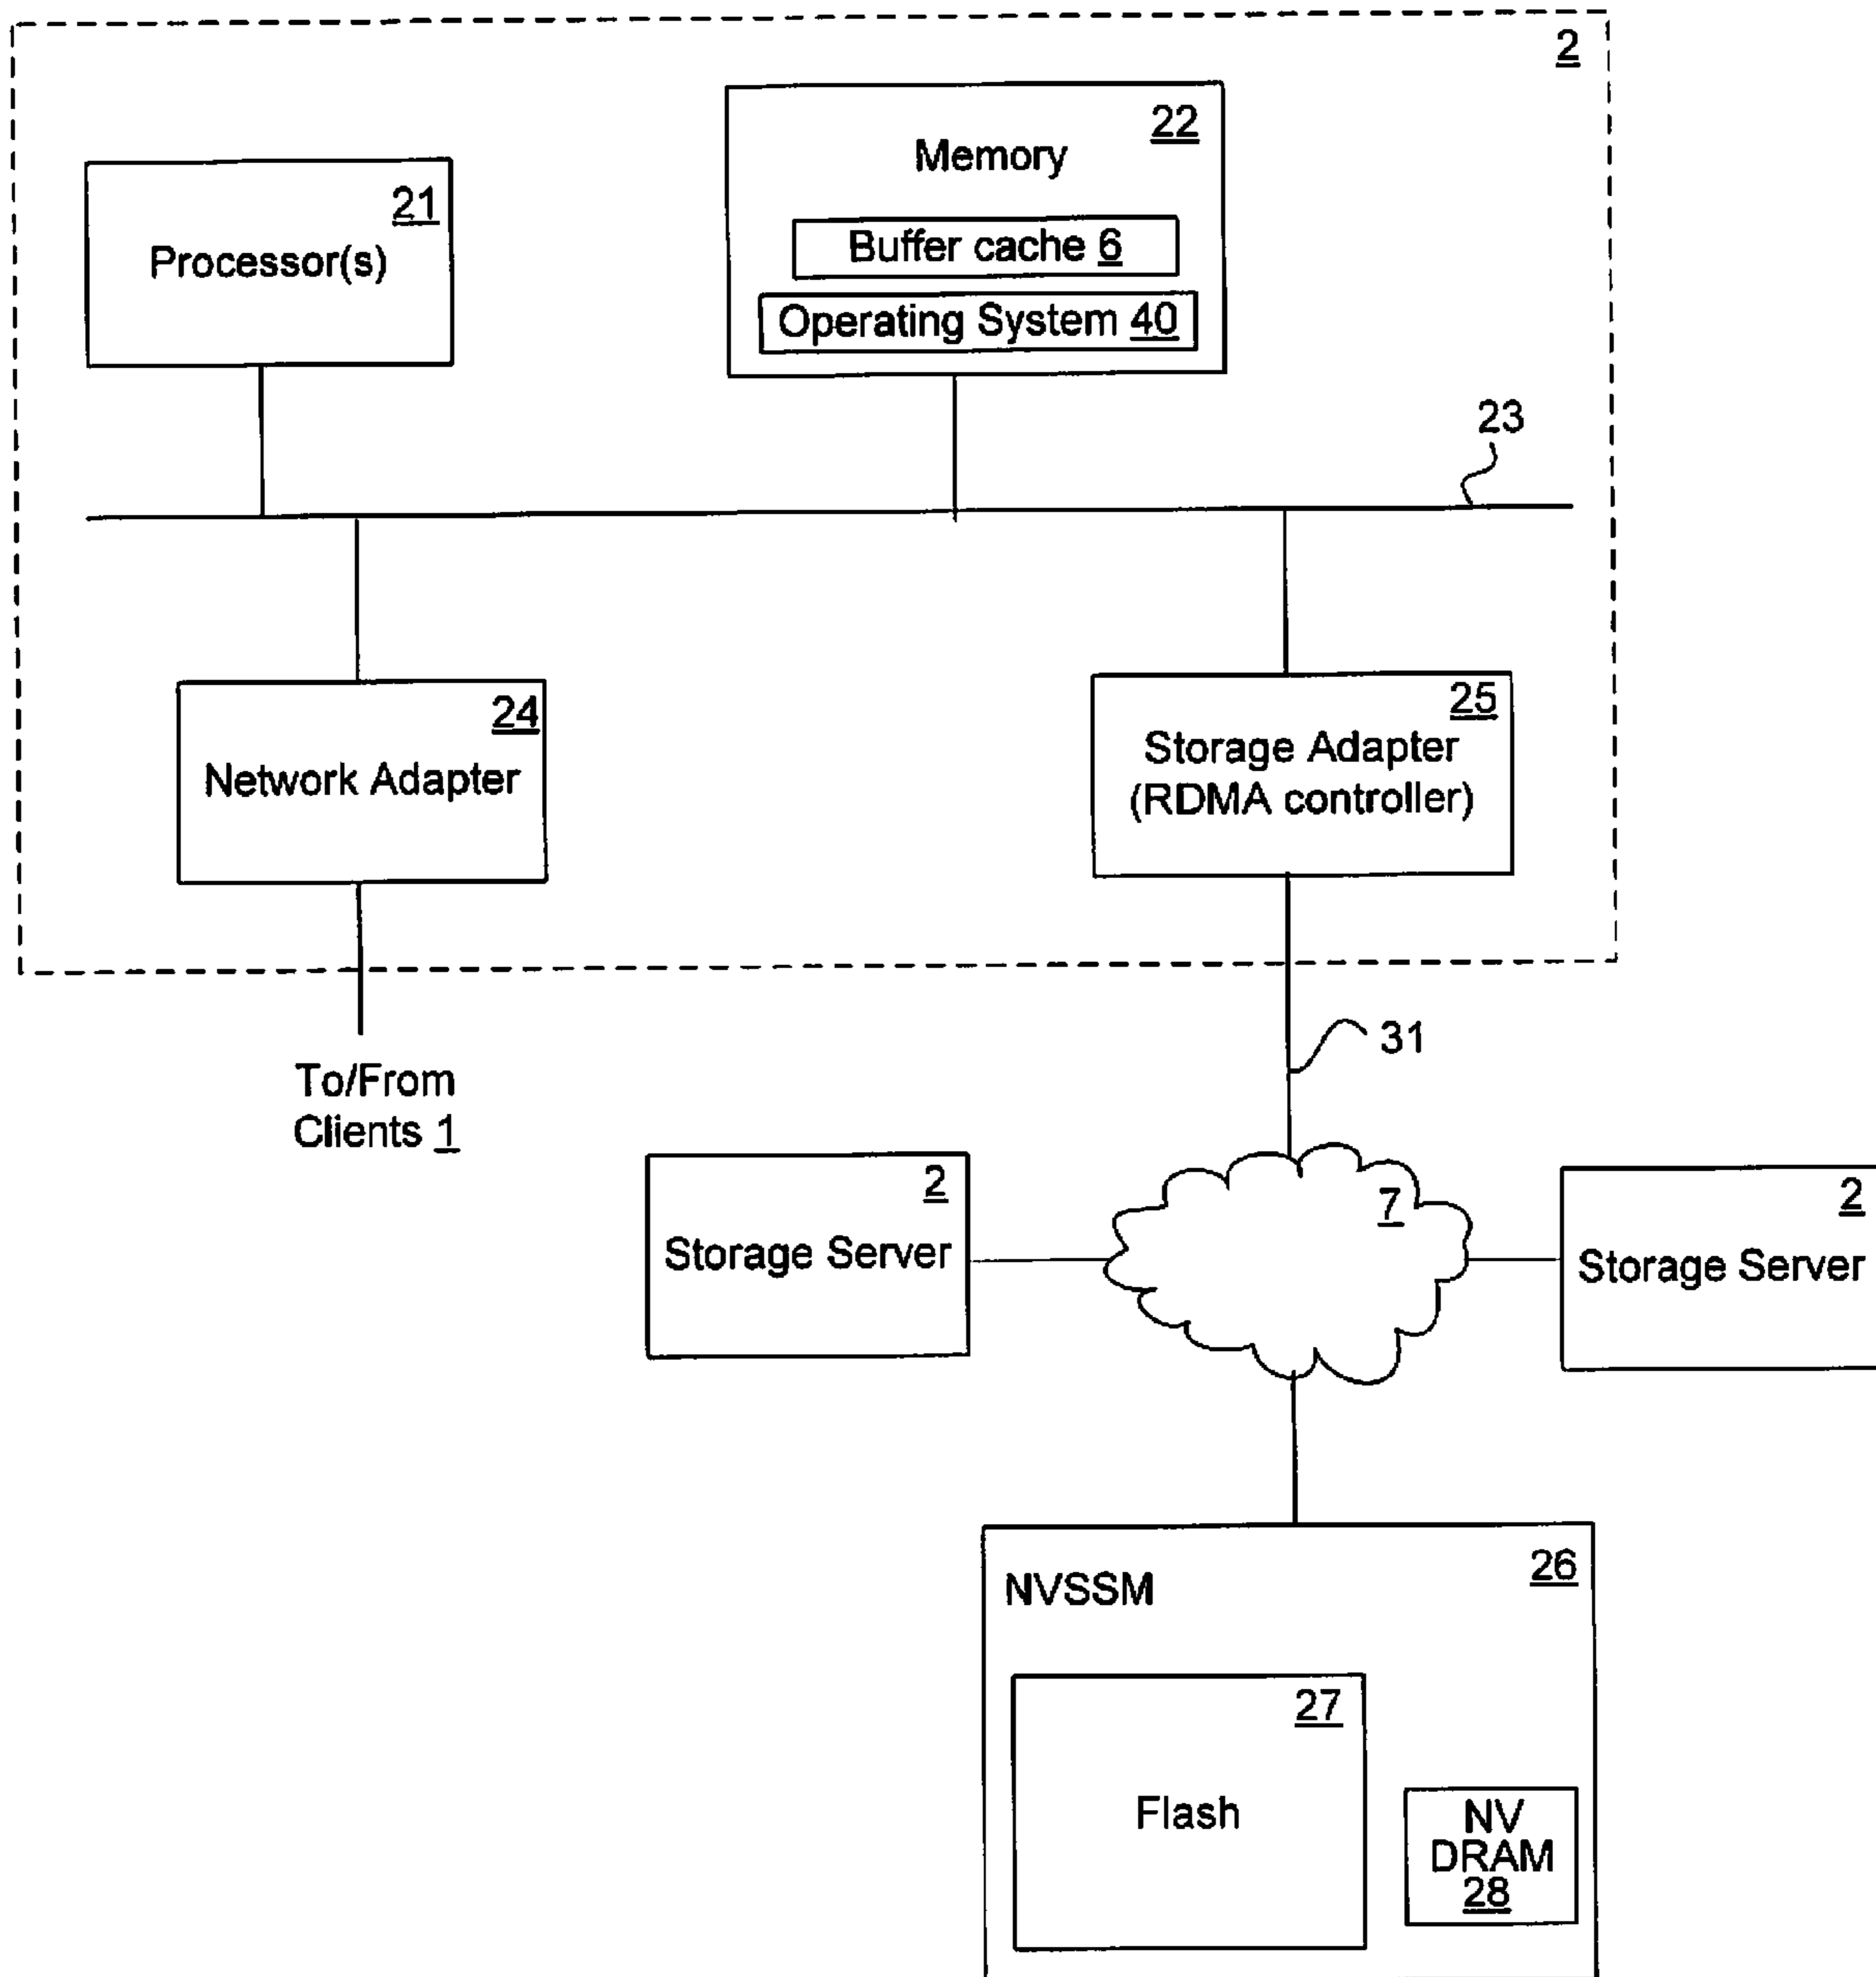 2
22
Memory
21
Processor(s)
Buffer cache 6
Operating System 40
23
24
Network Adapter
25
Storage Adapter
(RDMA controller)
31
To/From
Clients 1
2
Storage Server
7
2
Storage Server
26
NVSSM
27
Flash
NV
DRAM
28